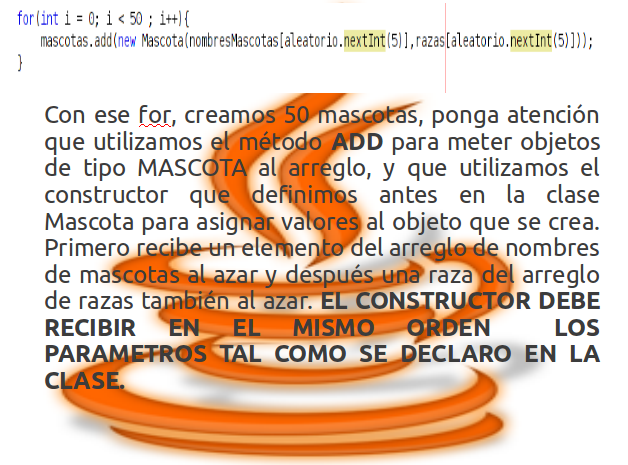 for(int i = 0; i < 50 ; i++){
mascotas.add(new Mascota(nombresMascotas[aleatorio.nextInt(5)],razas[aleatorio.nextInt(5)]));
}
Con ese for, creamos 50 mascotas, ponga atención
que utilizamos el método ADD para meter objetos
de tipo MASCOTA al arreglo, y que utilizamos el
constructor que definimos antes en la clase
Mascota para asignar valores al objeto que se crea.
Primero recibe un elemento del arreglo de nombres
de mascotas al azar y después una raza del arreglo
de razas también al azar. EL CONSTRUCTOR DEBE
RECIBIR EN EL MISMO ORDEN LOS
PARAMETROS TAL COMO SE DECLARO EN LA
CLASE.